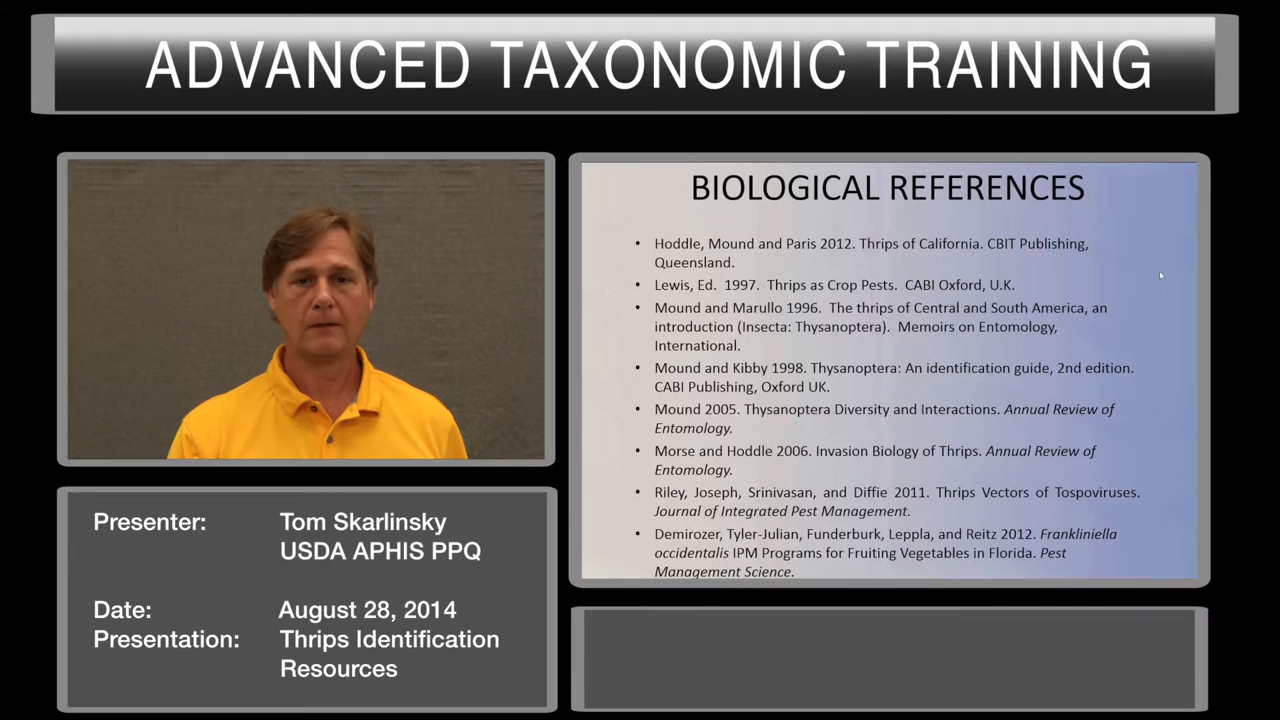 ADVANCED TAXONOMIC TRAINING
BIOLOGICAL REFERENCES
• Hoddle, Mound and Paris 2012. Thrips of California. CBIT Publishing,
Queensland.
• Lewis, Ed.  1997.  Thrips as Crop Pests.  CABI Oxford, U.K.
• Mound and Marullo 1996.  The thrips of Central and South America, an
introduction (Insecta: Thysanoptera).  Memoirs on Entomology,
International.
• Mound and Kibby 1998. Thysanoptera: An identification guide, 2nd edition.
CABI Publishing, Oxford UK.
• Mound 2005. Thysanoptera Diversity and Interactions. Annual Review of
Entomology.
• Morse and Hoddle 2006. Invasion Biology of Thrips. Annual Review of
Entomology.
• Riley, Joseph, Srinivasan, and Diffie 2011. Thrips Vectors of Tospoviruses.
Journal of Integrated Pest Management.
• Demirozer, Tyler-Julian, Funderburk, Leppla, and Reitz 2012. Frankliniella
occidentalis IPM Programs for Fruiting Vegetables in Florida. Pest
Management Science.
Presenter: Tom Skarlinsky
USDA APHIS PPQ
Date: August 28, 2014
Presentation: Thrips Identification
Resources